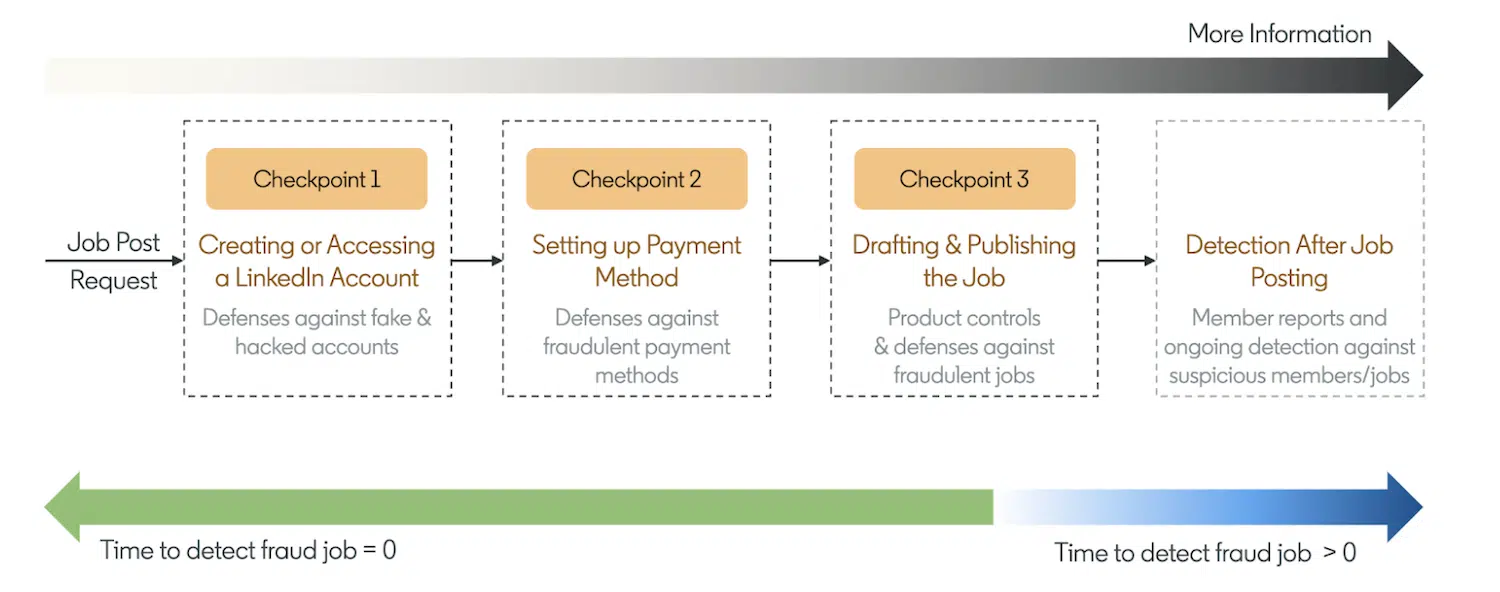 More Information
Checkpoint 1
Checkpoint 2
Checkpoint 3
Job Post
Request
Creating or Accessing
a LinkedIn Account
Defenses against fake &
hacked accounts
Setting up Payment
Method
Defenses against
fraudulent payment
methods
Drafting & Publishing
the Job
Product controls
& defenses against
fraudulent jobs
Detection After Job
Posting
Member reports and
ongoing detection against
suspicious members/jobs
Time to detect fraud job = 0
Time to detect fraud job > 0